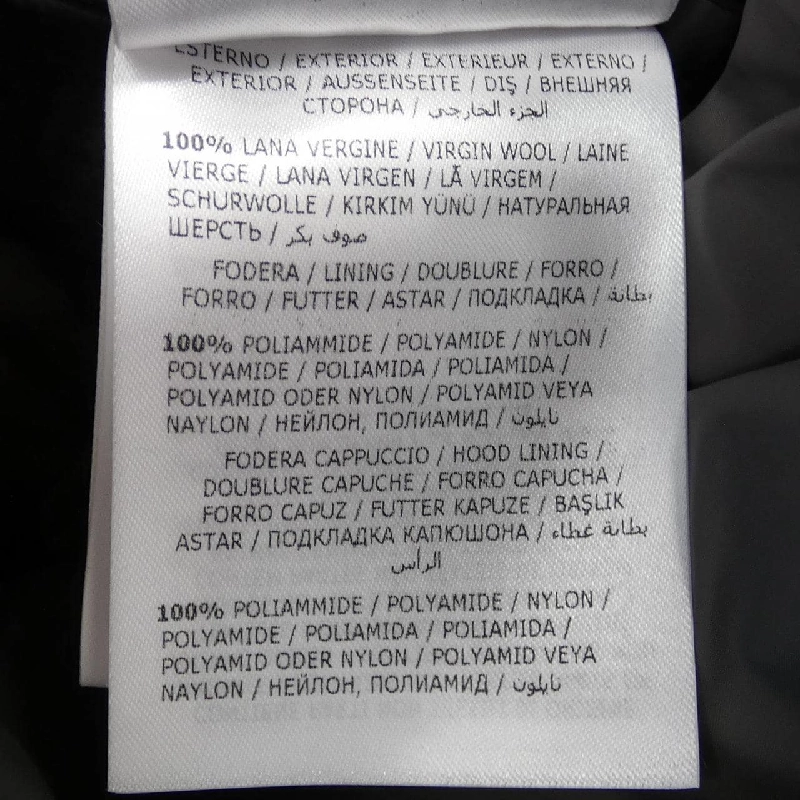 ESTERNO / EXTERIOR / EXTERIEUR / EXTERNO /
EXTERIOR / AUSSENSEITE / DIŞ / ВНЕШНЯЯ
СТОРОНА / الجزء الخارجي
100% LANA VERGINE / VIRGIN WOOL / LAINE
VIERGE / LANA VIRGEN / LÃ VIRGEM /
SCHURWOLLE / KIRKIM YÜNÜ / НАТУРАЛЬНАЯ
ШЕРСТЬ / صوف بكر
FODERA / LINING / DOUBLURE / FORRO /
FORRO / FUTTER / ASTAR / ПОДКЛАДКА / بطانة
100% POLIAMMIDE / POLYAMIDE / NYLON /
POLYAMIDE / POLIAMIDA / POLIAMIDA /
POLYAMID ODER NYLON / POLYAMID VEYA
NAYLON / НЕЙЛОН, ПОЛИАМИД / نايلون
FODERA CAPPUCCIO / HOOD LINING /
DOUBLURE CAPUCHE / FORRO CAPUCHA /
FORRO CAPUZ / FUTTER KAPUZE / BAŞLIK
ASTAR / ПОДКЛАДКА КАПЮШОНА / بطانة غطاء
الرأس
100% POLIAMMIDE / POLYAMIDE / NYLON /
POLYAMIDE / POLIAMIDA / POLIAMIDA /
POLYAMID ODER NYLON / POLYAMID VEYA
NAYLON / НЕЙЛОН, ПОЛИАМИД / نايلون